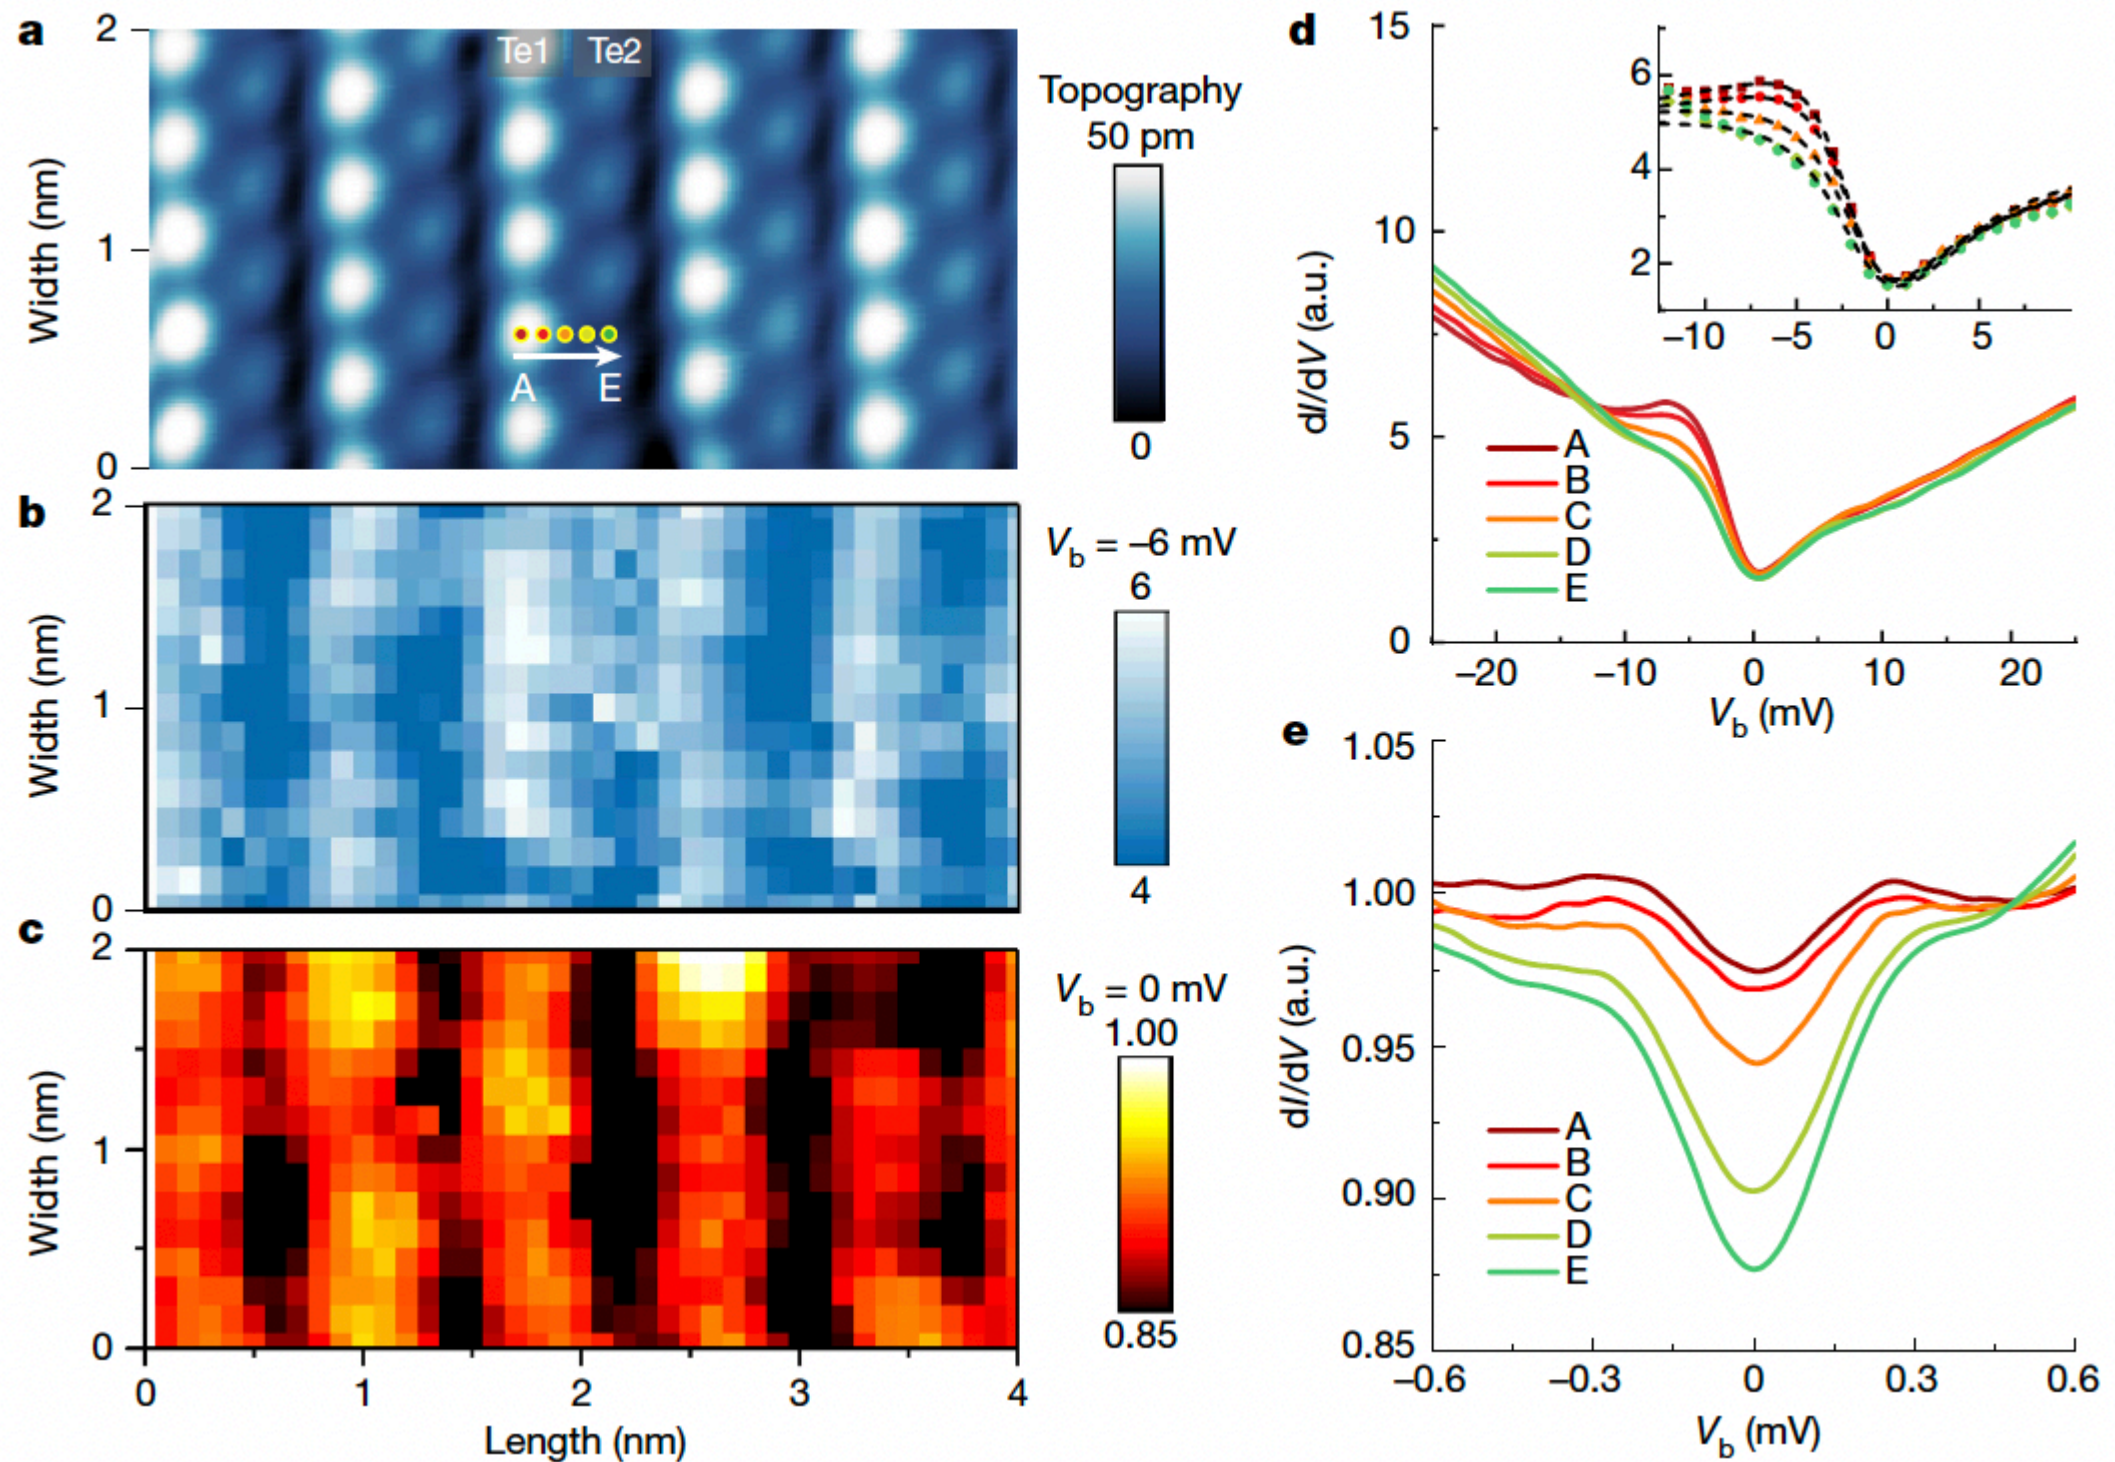 a
2
1
0
Width (nm)
Te1
Te2
A
E
Topography
50 pm
0
b
2
1
0
Width (nm)
Vb = –6 mV
6
4
c
2
1
0
Width (nm)
0
1
2
3
4
Length (nm)
Vb = 0 mV
1.00
0.85
d
15
10
5
0
dI/dV (a.u.)
6
4
2
–10
–5
0
5
A
B
C
D
E
–20
–10
0
10
20
Vb (mV)
e
1.05
1.00
0.95
0.90
0.85
dI/dV (a.u.)
A
B
C
D
E
–0.6
–0.3
0
0.3
0.6
Vb (mV)